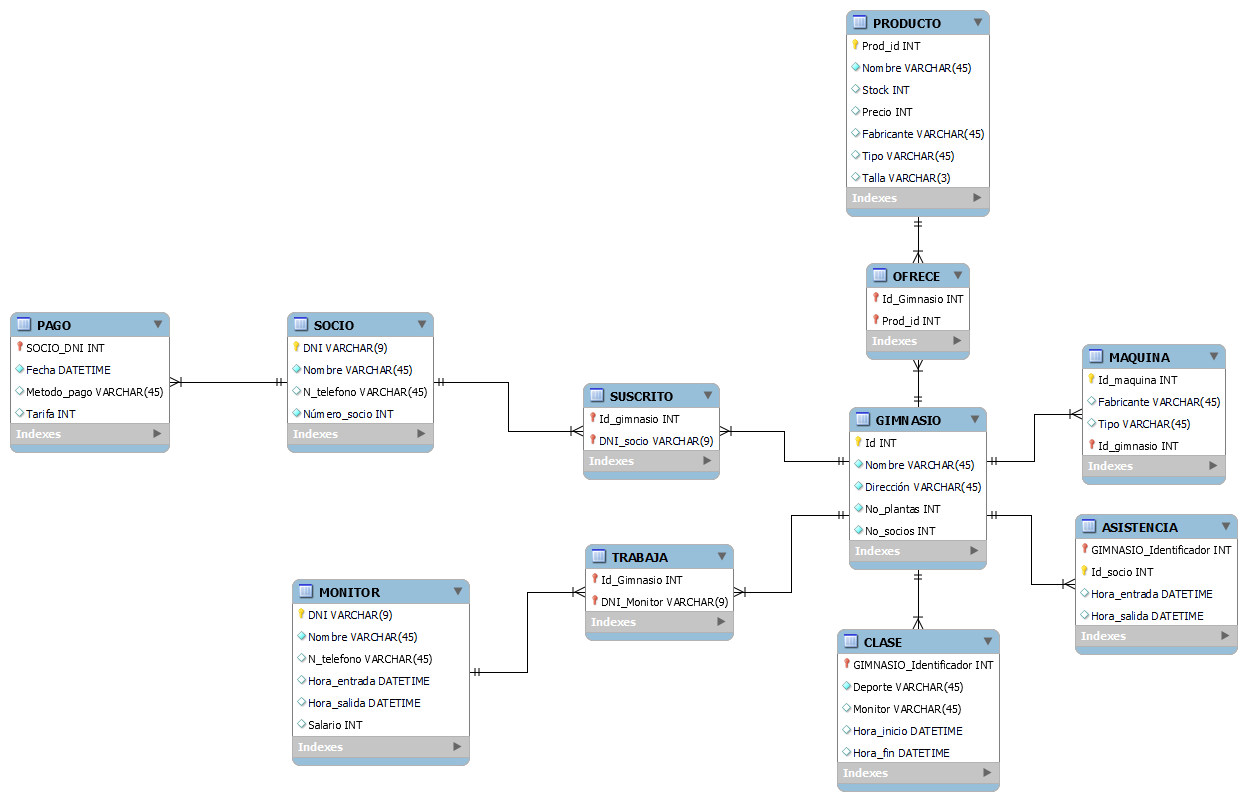 PRODUCTO
Prod_id INT
Nombre VARCHAR(45)
Stock INT
Precio INT
Fabricante VARCHAR(45)
Tipo VARCHAR(45)
Talla VARCHAR(3)
Indexes
OFRECE
Id_Gimnasio INT
Prod_id INT
Indexes
PAGO
SOCIO_DNI INT
Fecha DATETIME
Metodo_pago VARCHAR(45)
Tarifa INT
Indexes
SOCIO
DNI VARCHAR(9)
Nombre VARCHAR(45)
N_telefono VARCHAR(45)
Número_socio INT
Indexes
SUSCRITO
Id_gimnasio INT
DNI_socio VARCHAR(9)
Indexes
GIMNASIO
Id INT
Nombre VARCHAR(45)
Dirección VARCHAR(45)
No_plantas INT
No_socios INT
Indexes
MAQUINA
Id_maquina INT
Fabricante VARCHAR(45)
Tipo VARCHAR(45)
Id_gimnasio INT
Indexes
ASISTENCIA
GIMNASIO_Identificador INT
Id_socio INT
Hora_entrada DATETIME
Hora_salida DATETIME
Indexes
TRABAJA
Id_Gimnasio INT
DNI_Monitor VARCHAR(9)
Indexes
MONITOR
DNI VARCHAR(9)
Nombre VARCHAR(45)
N_telefono VARCHAR(45)
Hora_entrada DATETIME
Hora_salida DATETIME
Salario INT
Indexes
CLASE
GIMNASIO_Identificador INT
Deporte VARCHAR(45)
Monitor VARCHAR(45)
Hora_inicio DATETIME
Hora_fin DATETIME
Indexes